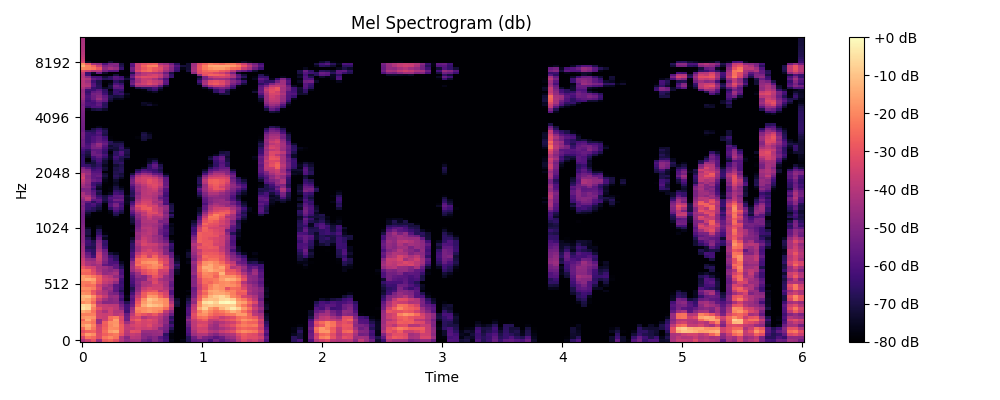 Mel Spectrogram (db)
Hz
8192
4096
2048
1024
512
0
0 1 2 3 4 5 6
Time
+0 dB
-10 dB
-20 dB
-30 dB
-40 dB
-50 dB
-60 dB
-70 dB
-80 dB